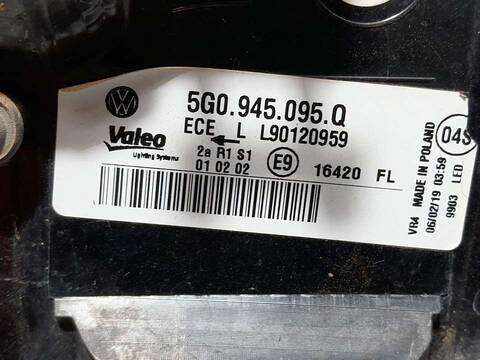 5G0.945.095.Q
ECE L L90120959
Valeo
Lighting Systems
2a R1 S1
01 02 02
E9
16420 FL
VR4 MADE IN POLAND
06/02/19 03:59
9903 LED
04S